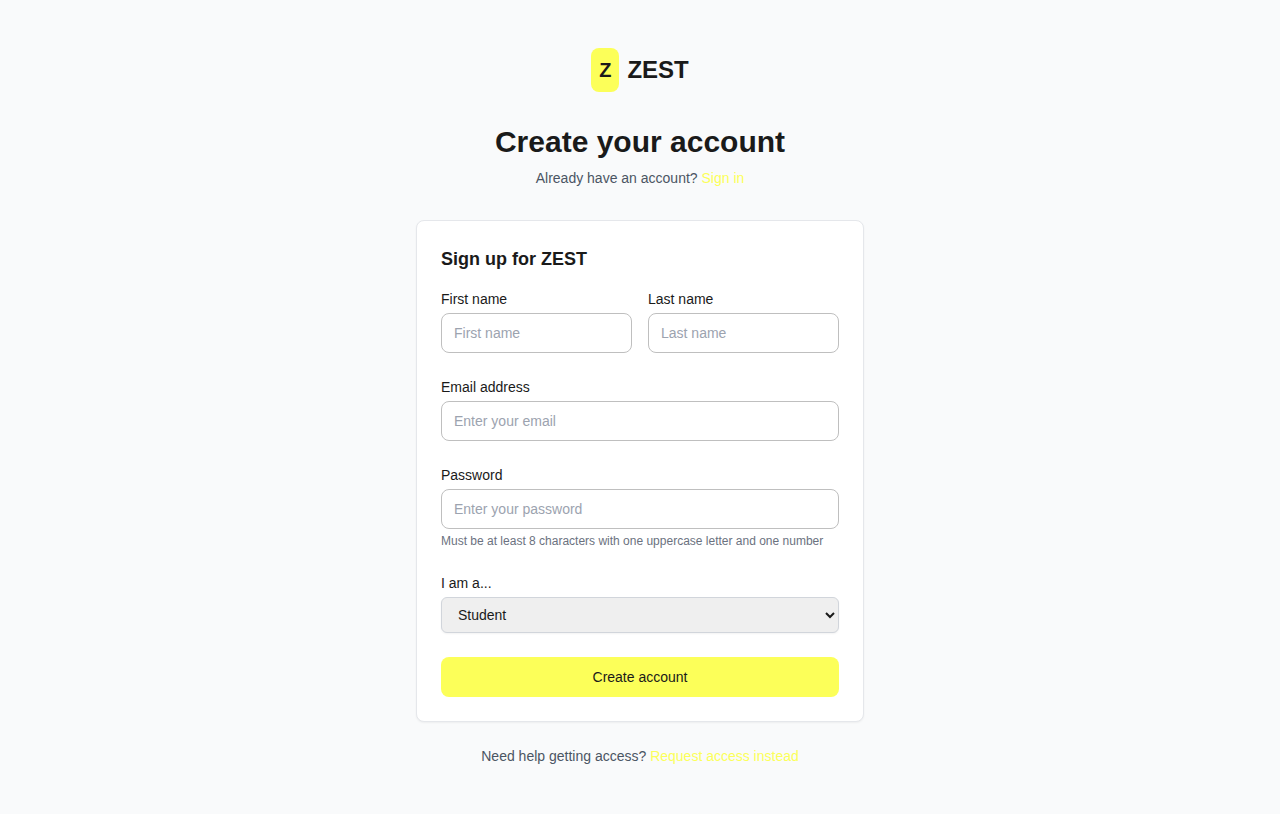 Z ZEST
Create your account
Already have an account? Sign in
Sign up for ZEST
First name Last name
First name Last name
Email address
Enter your email
Password
Enter your password
Must be at least 8 characters with one uppercase letter and one number
I am a...
Student
Create account
Need help getting access? Request access instead